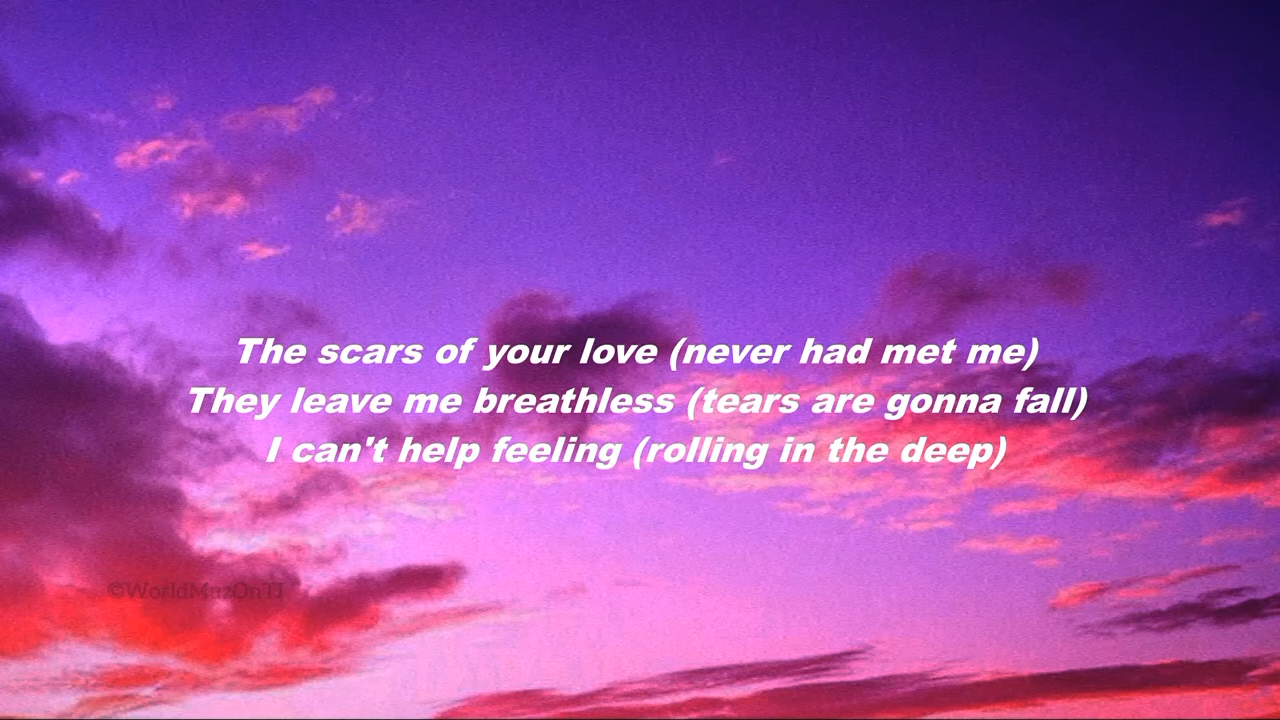 The scars of your love (never had met me)
They leave me breathless (tears are gonna fall)
I can't help feeling (rolling in the deep)
©WorldMuzOnTJ